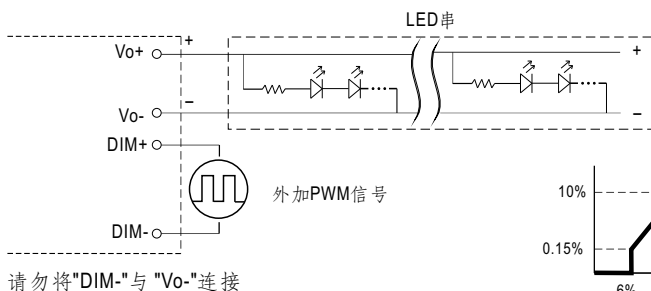 LED串
Vo+
+
+
Vo-
−
−
DIM+
外加PWM信号
DIM-
10%
0.15%
6%
请勿将"DIM-"与 "Vo-"连接